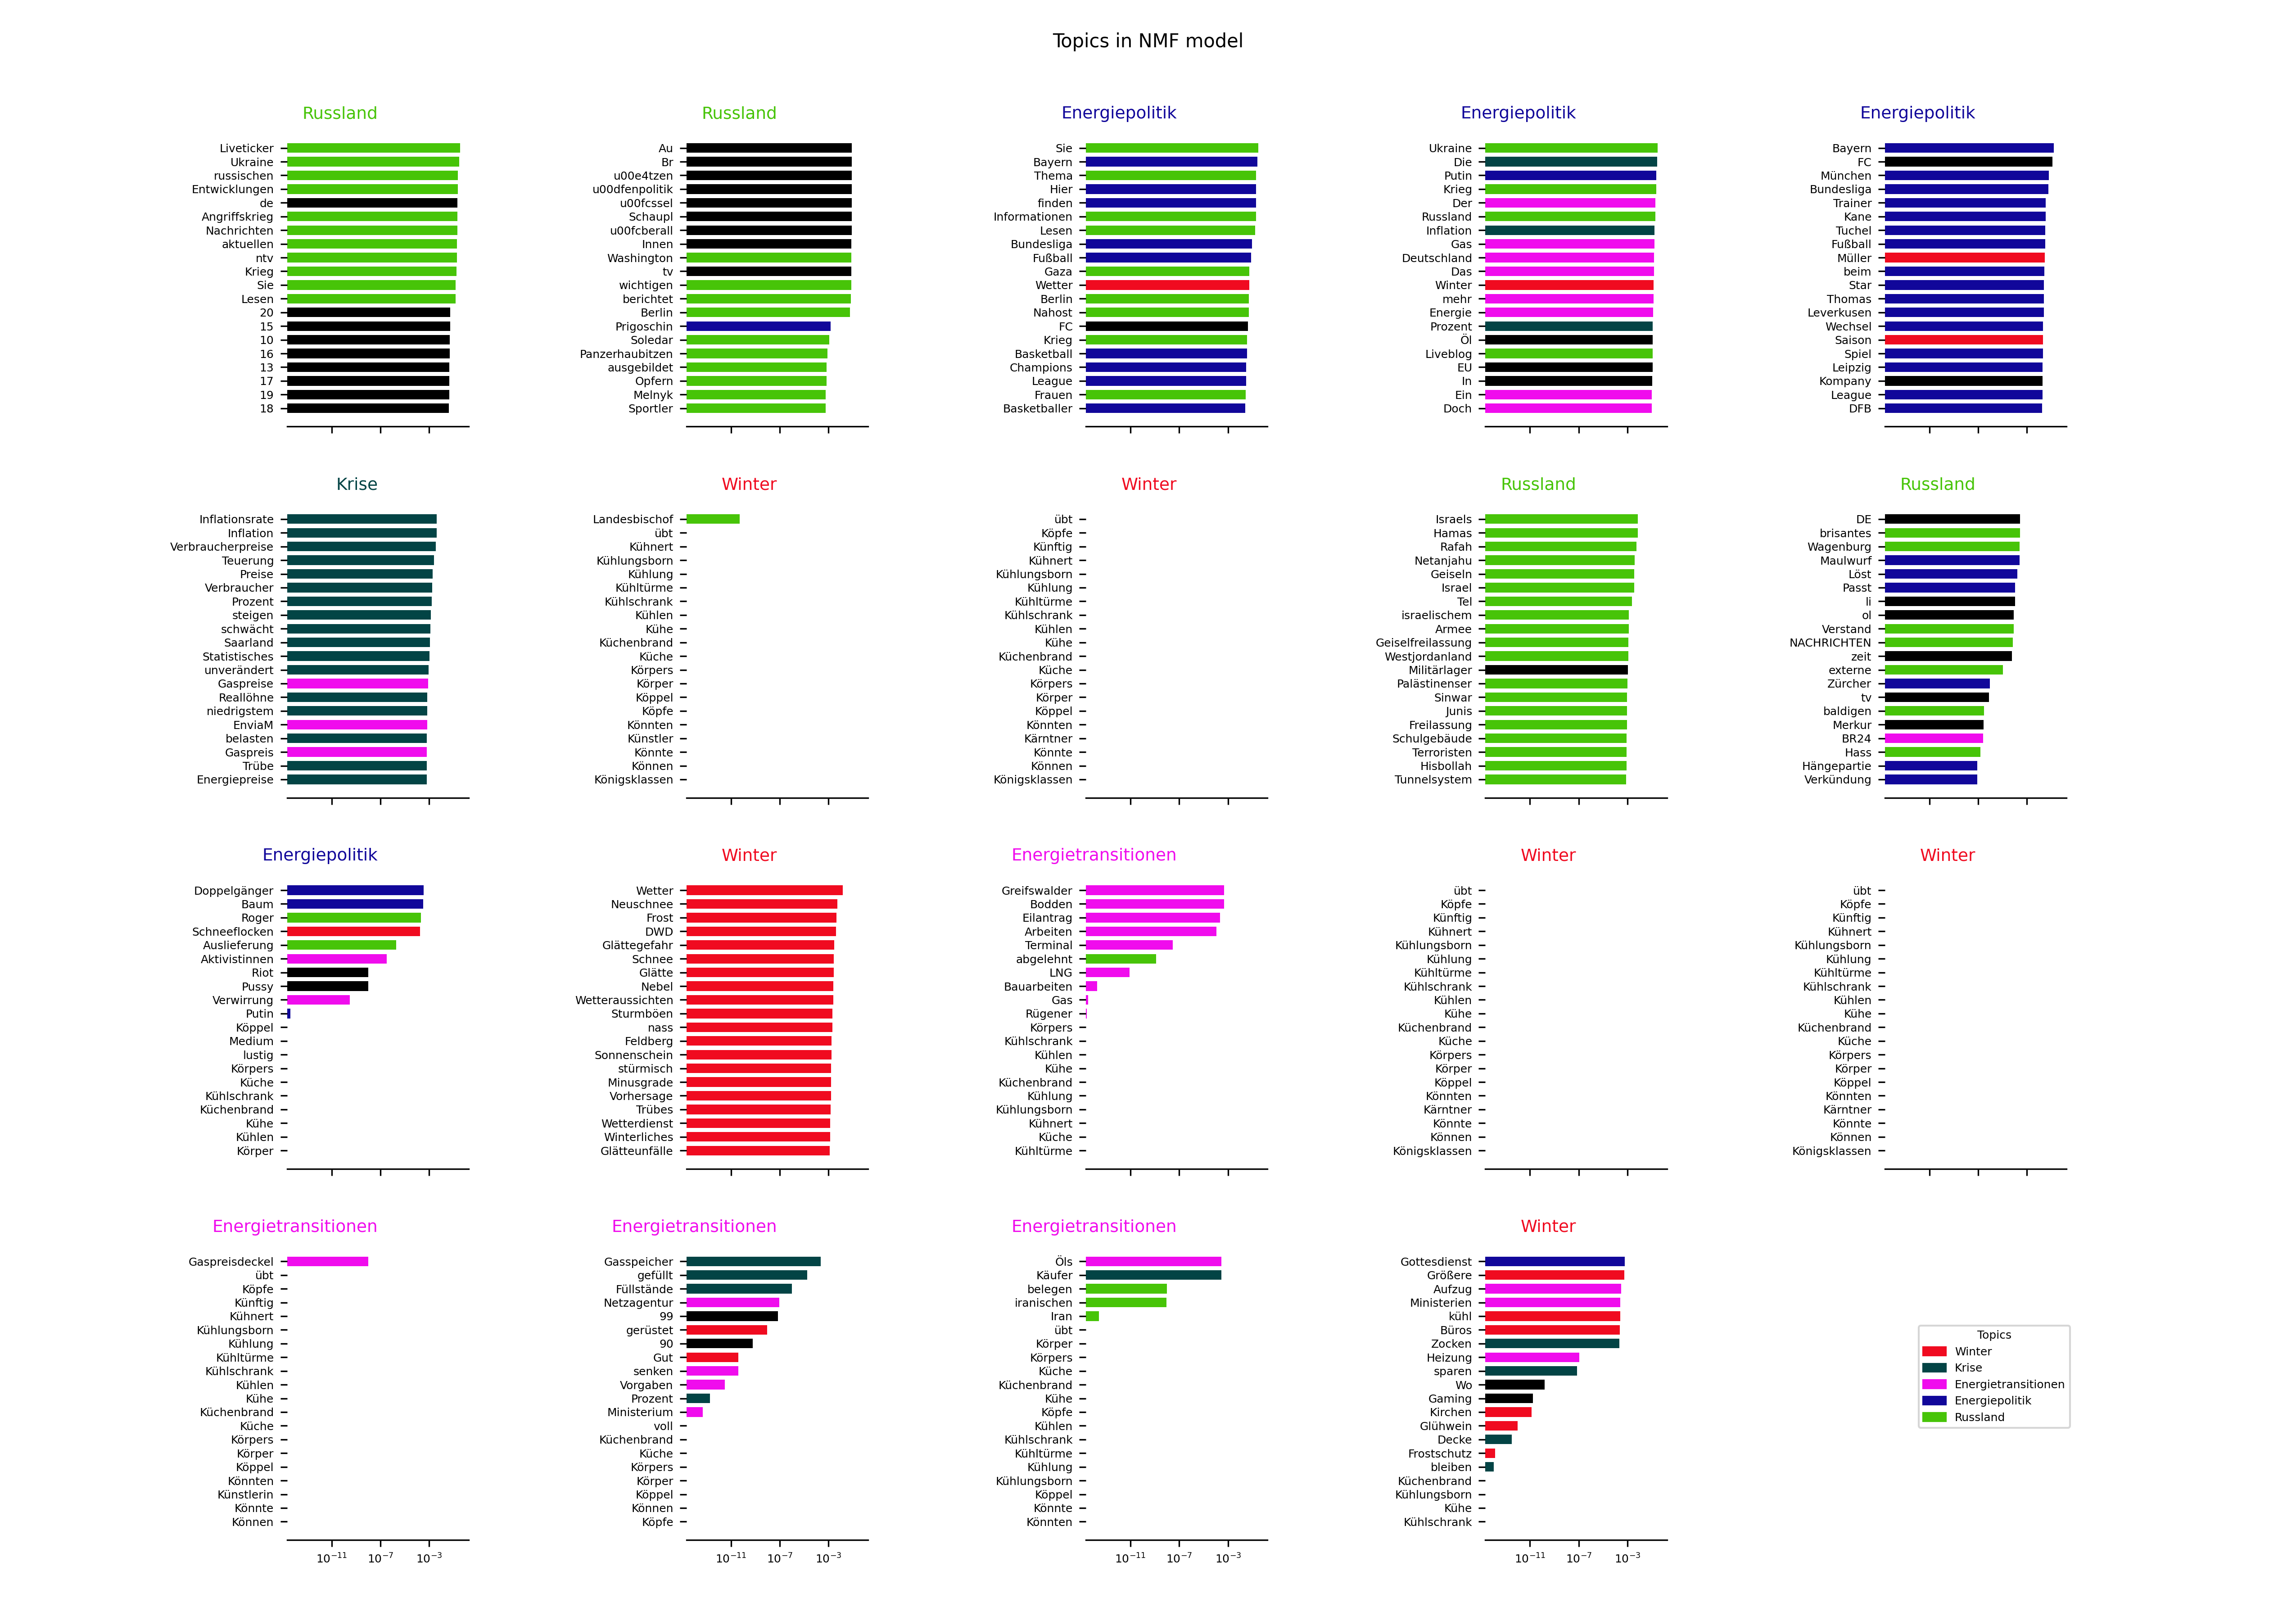 Topics in NMF model
Russland
Liveticker
Ukraine
russischen
Entwicklungen
de
Angriffskrieg
Nachrichten
aktuellen
ntv
Krieg
Sie
Lesen
20
15
10
16
13
17
19
18
Russland
Au
Br
u00e4tzen
u00dfenpolitik
u00fcssel
Schaupl
u00fcberall
Innen
Washington
tv
wichtigen
berichtet
Berlin
Prigoschin
Soledar
Panzerhaubitzen
ausgebildet
Opfern
Melnyk
Sportler
Energiepolitik
Sie
Bayern
Thema
Hier
finden
Informationen
Lesen
Bundesliga
Fußball
Gaza
Wetter
Berlin
Nahost
FC
Krieg
Basketball
Champions
League
Frauen
Basketballer
Energiepolitik
Ukraine
Die
Putin
Krieg
Der
Russland
Inflation
Gas
Deutschland
Das
Winter
mehr
Energie
Prozent
Öl
Liveblog
EU
In
Ein
Doch
Energiepolitik
Bayern
FC
München
Bundesliga
Trainer
Kane
Tuchel
Fußball
Müller
beim
Star
Thomas
Leverkusen
Wechsel
Saison
Spiel
Leipzig
Kompany
League
DFB
Krise
Inflationsrate
Inflation
Verbraucherpreise
Teuerung
Preise
Verbraucher
Prozent
steigen
schwächt
Saarland
Statistisches
unverändert
Gaspreise
Reallöhne
niedrigstem
EnviaM
belasten
Gaspreis
Trübe
Energiepreise
Winter
Landesbischof
übt
Kühnert
Kühlungsborn
Kühlung
Kühltürme
Kühlschrank
Kühlen
Kühe
Küchenbrand
Küche
Körpers
Körper
Köppel
Köpfe
Könnten
Künstler
Könnte
Können
Königsklassen
Winter
übt
Köpfe
Künftig
Kühnert
Kühlungsborn
Kühlung
Kühltürme
Kühlschrank
Kühlen
Kühe
Küchenbrand
Küche
Körpers
Körper
Köppel
Könnten
Kärntner
Könnte
Können
Königsklassen
Russland
Israels
Hamas
Rafah
Netanjahu
Geiseln
Israel
Tel
israelischem
Armee
Geiselfreilassung
Westjordanland
Militärlager
Palästinenser
Sinwar
Junis
Freilassung
Schulgebäude
Terroristen
Hisbollah
Tunnelsystem
Russland
DE
brisantes
Wagenburg
Maulwurf
Löst
Passt
li
ol
Verstand
NACHRICHTEN
zeit
externe
Zürcher
tv
baldigen
Merkur
BR24
Hass
Hängepartie
Verkündung
Energiepolitik
Doppelgänger
Baum
Roger
Schneeflocken
Auslieferung
Aktivistinnen
Riot
Pussy
Verwirrung
Putin
Köppel
Medium
lustig
Körpers
Küche
Kühlschrank
Küchenbrand
Kühe
Kühlen
Körper
Winter
Wetter
Neuschnee
Frost
DWD
Glättegefahr
Schnee
Glätte
Nebel
Wetteraussichten
Sturmböen
nass
Feldberg
Sonnenschein
stürmisch
Minusgrade
Vorhersage
Trübes
Wetterdienst
Winterliches
Glätteunfälle
Energietransitionen
Greifswalder
Bodden
Eilantrag
Arbeiten
Terminal
abgelehnt
LNG
Bauarbeiten
Gas
Rügener
Körpers
Kühlschrank
Kühlen
Kühe
Küchenbrand
Kühlung
Kühlungsborn
Kühnert
Küche
Kühltürme
Winter
übt
Köpfe
Künftig
Kühnert
Kühlungsborn
Kühlung
Kühltürme
Kühlschrank
Kühlen
Kühe
Küchenbrand
Küche
Körpers
Körper
Köppel
Könnten
Kärntner
Könnte
Können
Königsklassen
Winter
übt
Köpfe
Künftig
Kühnert
Kühlungsborn
Kühlung
Kühltürme
Kühlschrank
Kühlen
Kühe
Küchenbrand
Küche
Körpers
Körper
Köppel
Könnten
Kärntner
Könnte
Können
Königsklassen
Energietransitionen
Gaspreisdeckel
übt
Köpfe
Künftig
Kühnert
Kühlungsborn
Kühlung
Kühltürme
Kühlschrank
Kühlen
Kühe
Küchenbrand
Küche
Körpers
Körper
Köppel
Könnten
Künstlerin
Könnte
Können
10⁻¹¹ 10⁻⁷ 10⁻³
Energietransitionen
Gasspeicher
gefüllt
Füllstände
Netzagentur
99
gerüstet
90
Gut
senken
Vorgaben
Prozent
Ministerium
voll
Küchenbrand
Küche
Körpers
Körper
Köppel
Können
Köpfe
10⁻¹¹ 10⁻⁷ 10⁻³
Energietransitionen
Öls
Käufer
belegen
iranischen
Iran
übt
Körper
Körpers
Küche
Küchenbrand
Kühe
Köpfe
Kühlen
Kühlschrank
Kühltürme
Kühlung
Kühlungsborn
Köppel
Könnte
Könnten
10⁻¹¹ 10⁻⁷ 10⁻³
Winter
Gottesdienst
Größere
Aufzug
Ministerien
kühl
Büros
Zocken
Heizung
sparen
Wo
Gaming
Kirchen
Glühwein
Decke
Frostschutz
bleiben
Küchenbrand
Kühlungsborn
Kühe
Kühlschrank
10⁻¹¹ 10⁻⁷ 10⁻³
Topics
Winter
Krise
Energietransitionen
Energiepolitik
Russland